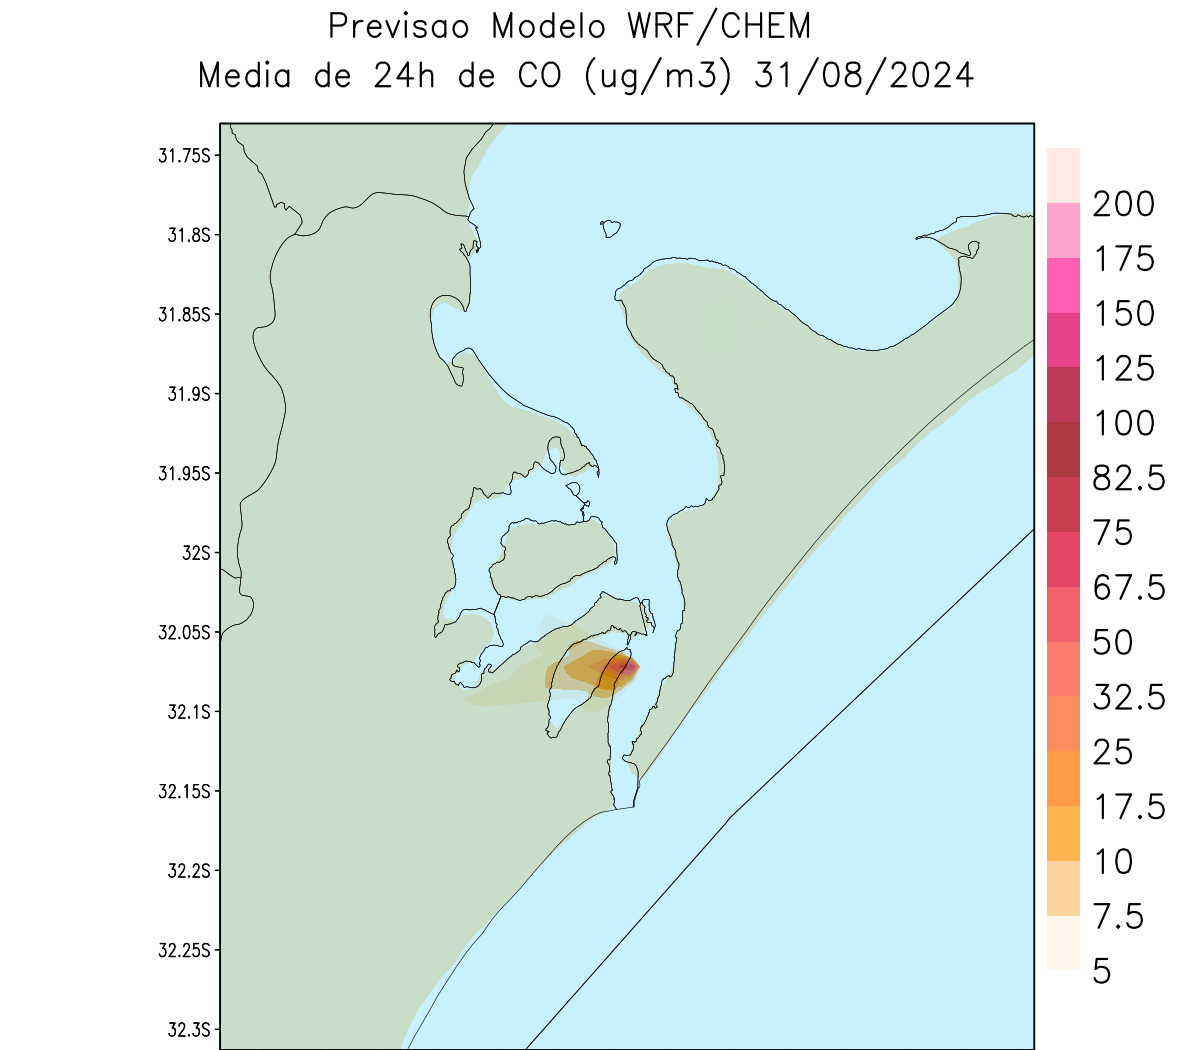 Previsao Modelo WRF/CHEM
Media de 24h de CO (ug/m3) 31/08/2024
31.75S
31.8S
31.85S
31.9S
31.95S
32S
32.05S
32.1S
32.15S
32.2S
32.25S
32.3S
200
175
150
125
100
82.5
75
67.5
50
32.5
25
17.5
10
7.5
5